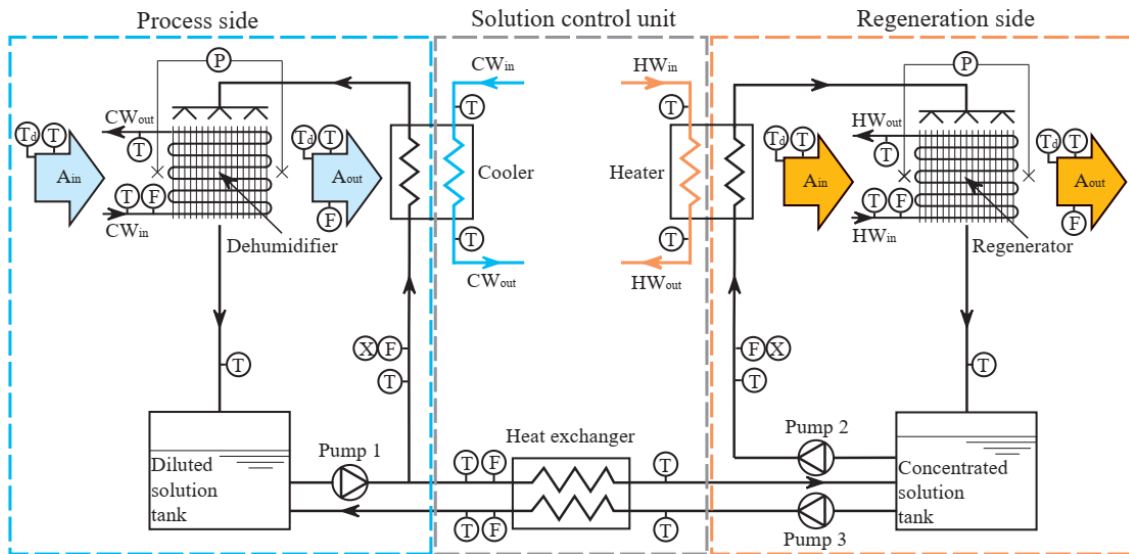 Process side
Solution control unit
Regeneration side
P
CWin
HWin
P
CWout
T
T
HWout
Td T
T
Td T
Td T
T
Td T
Ain
Aout
Cooler
Heater
Ain
Aout
T F
F
T F
F
CWin
T
T
HWin
Dehumidifier
Regenerator
CWout
HWout
T
X F
F X
T
T
T
Diluted
solution
tank
Pump 1
Heat exchanger
Pump 2
Concentrated
solution
tank
T F
T
T F
T
Pump 3